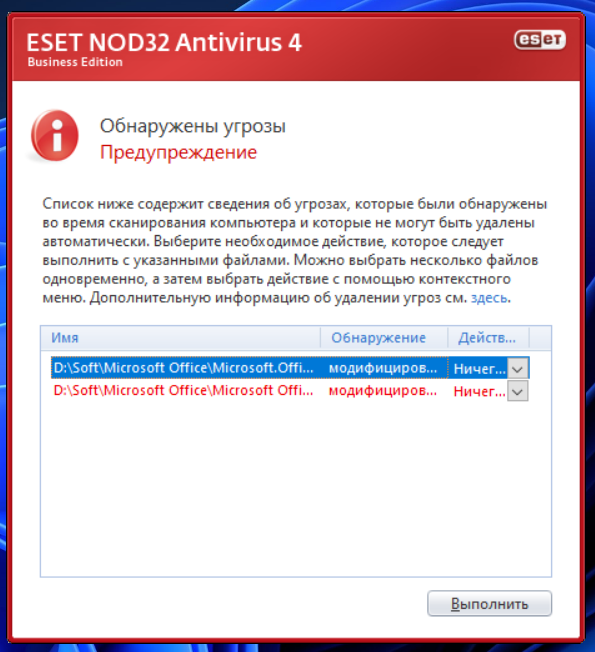 ESET NOD32 Antivirus 4
Business Edition
eseT
Обнаружены угрозы
Предупреждение
Список ниже содержит сведения об угрозах, которые были обнаружены
во время сканирования компьютера и которые не могут быть удалены
автоматически. Выберите необходимое действие, которое следует
выполнить с указанными файлами. Можно выбрать несколько файлов
одновременно, а затем выбрать действие с помощью контекстного
меню. Дополнительную информацию об удалении угроз см. здесь.
Имя Обнаружение Действ...
D:\Soft\Microsoft Office\Microsoft.Offi... модифициров... Ничег...
D:\Soft\Microsoft Office\Microsoft Offi... модифициров... Ничег...
Выполнить